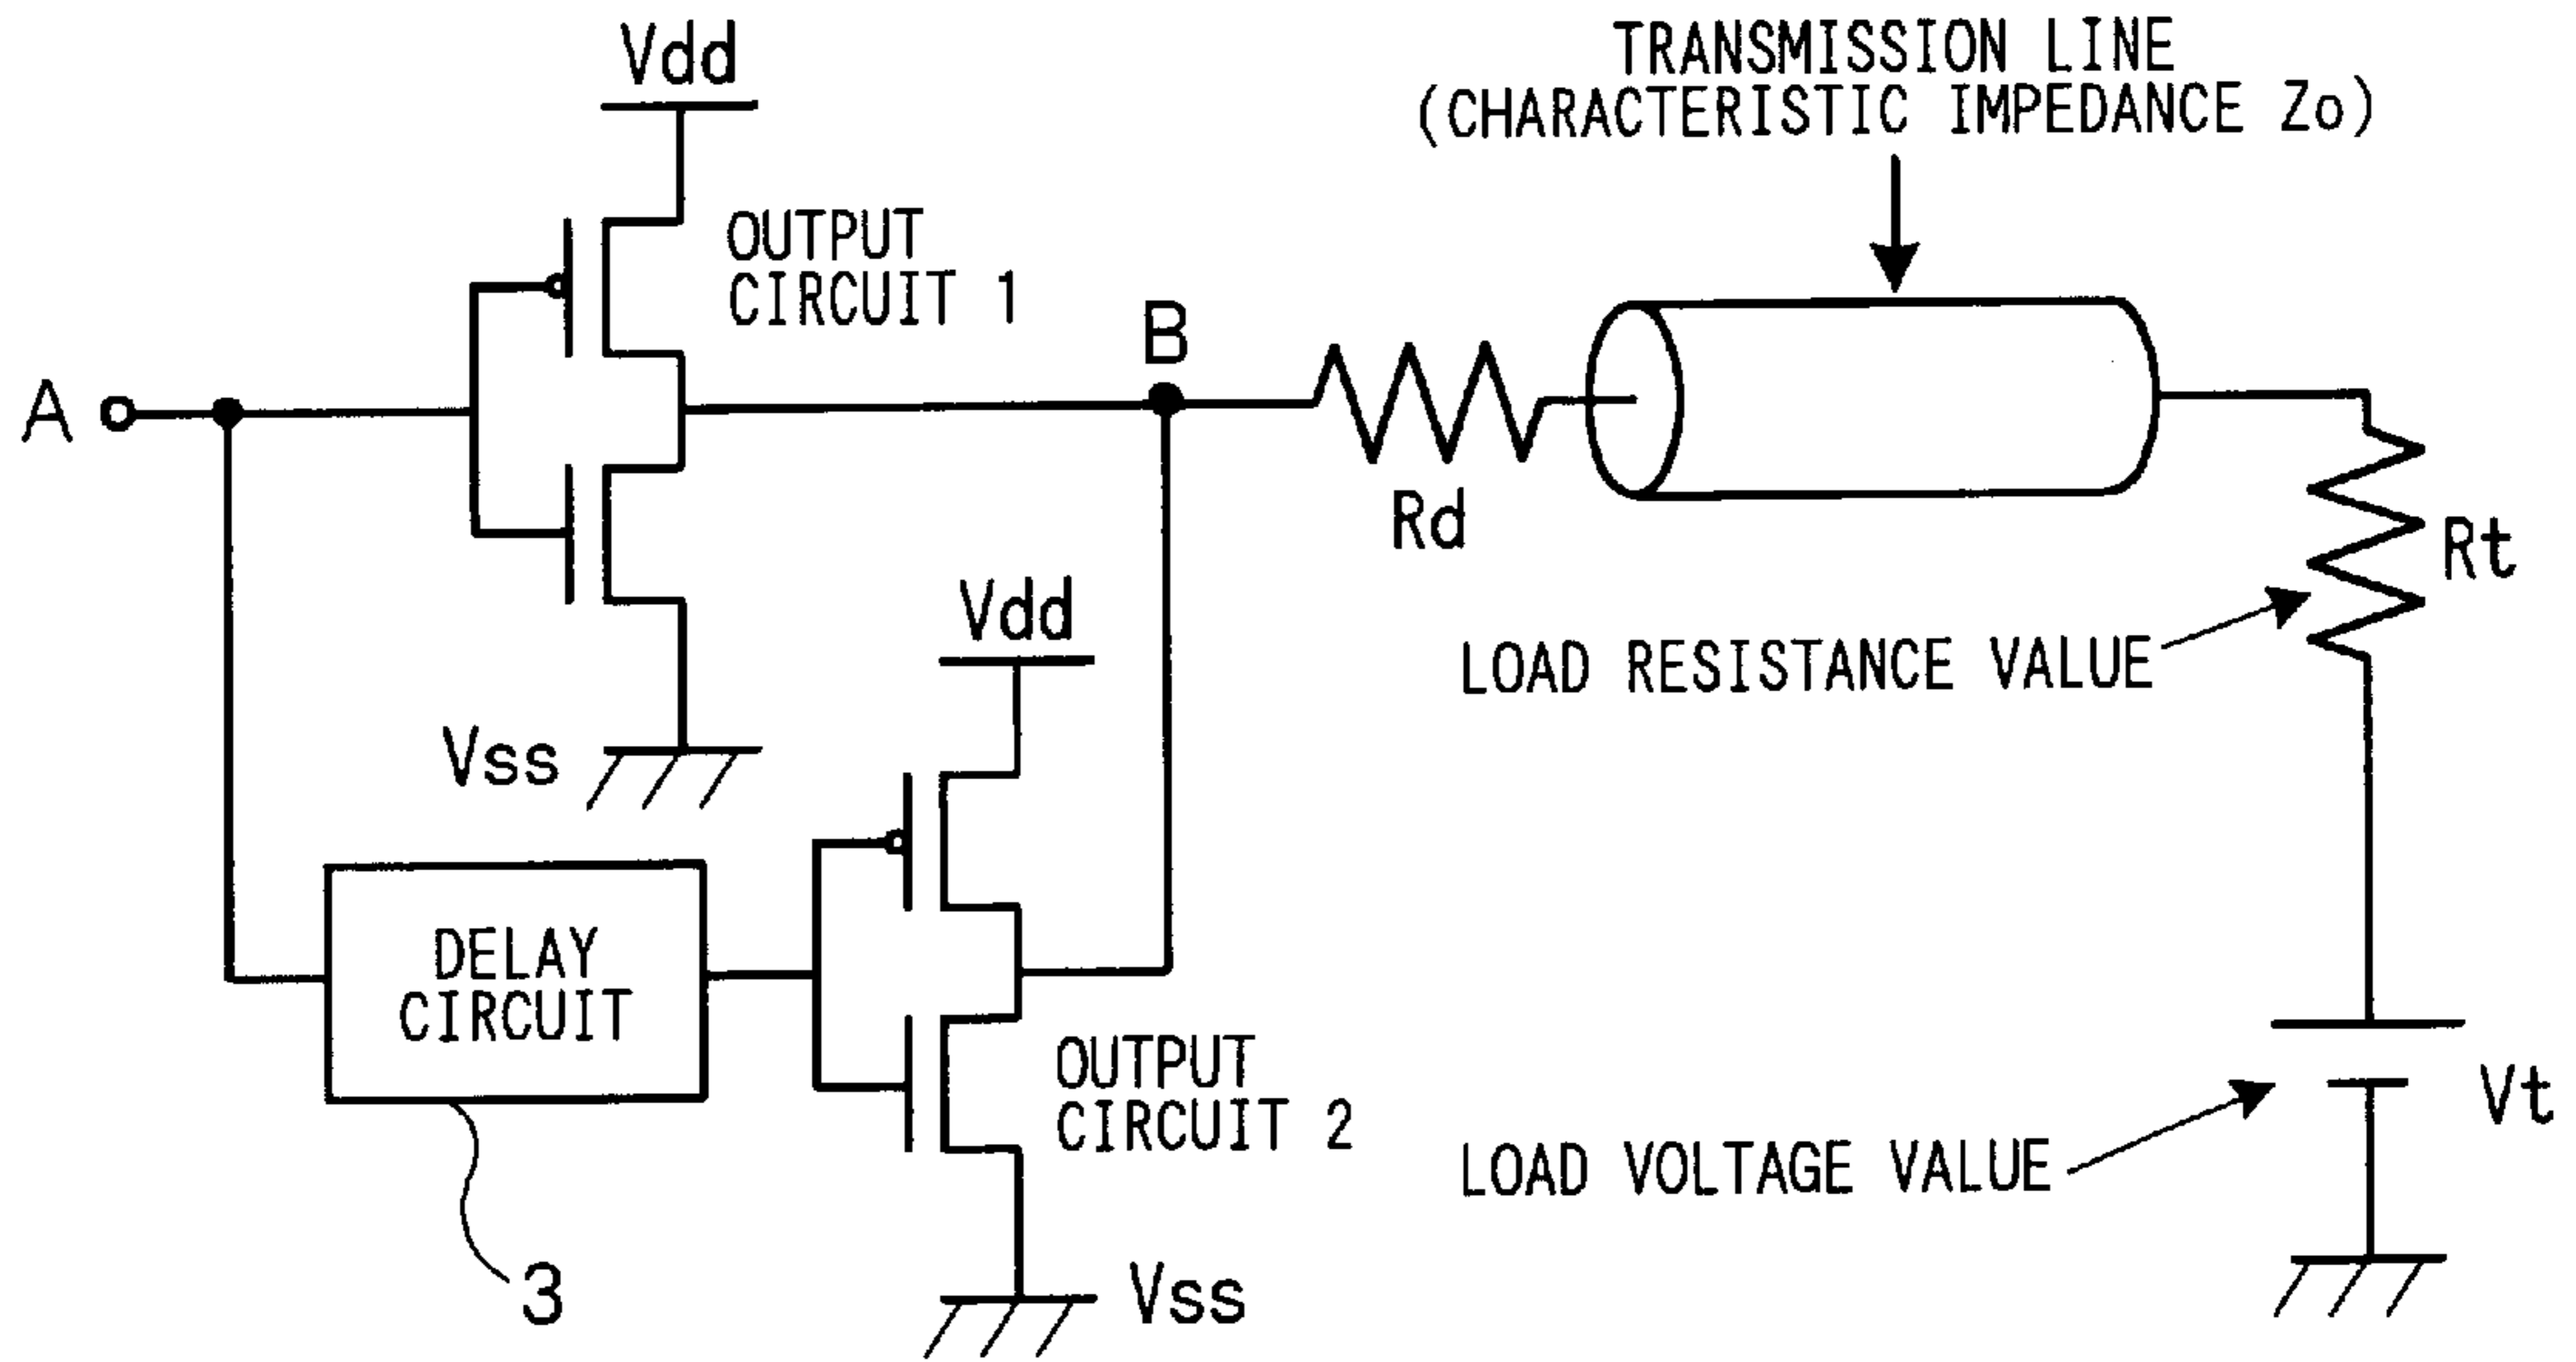 Vdd
TRANSMISSION LINE
(CHARACTERISTIC IMPEDANCE Zo)
OUTPUT
CIRCUIT 1
B
A
Rd
Rt
Vdd
LOAD RESISTANCE VALUE
Vss
DELAY
CIRCUIT
OUTPUT
CIRCUIT 2
Vt
LOAD VOLTAGE VALUE
3
Vss